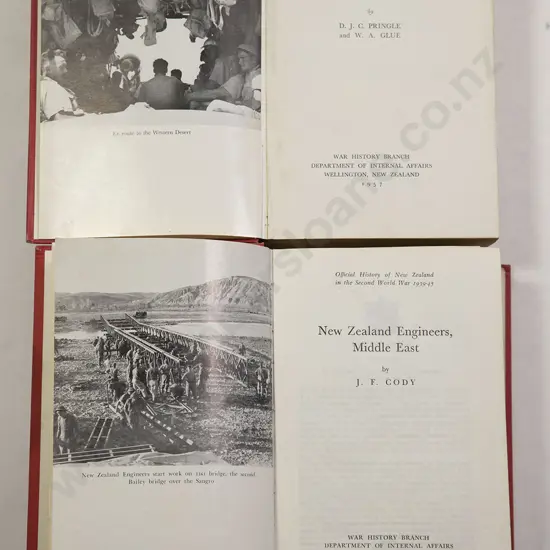 by
D. J. C. PRINGLE
and W. A. GLUE
En route in the Western Desert
WAR HISTORY BRANCH
DEPARTMENT OF INTERNAL AFFAIRS
WELLINGTON, NEW ZEALAND
1957
Official History of New Zealand
in the Second World War 1939-45
New Zealand Engineers,
Middle East
by
J. F. CODY
New Zealand Engineers start work on this bridge, the second
Bailey bridge over the Sangro
WAR HISTORY BRANCH
DEPARTMENT OF INTERNAL AFFAIRS